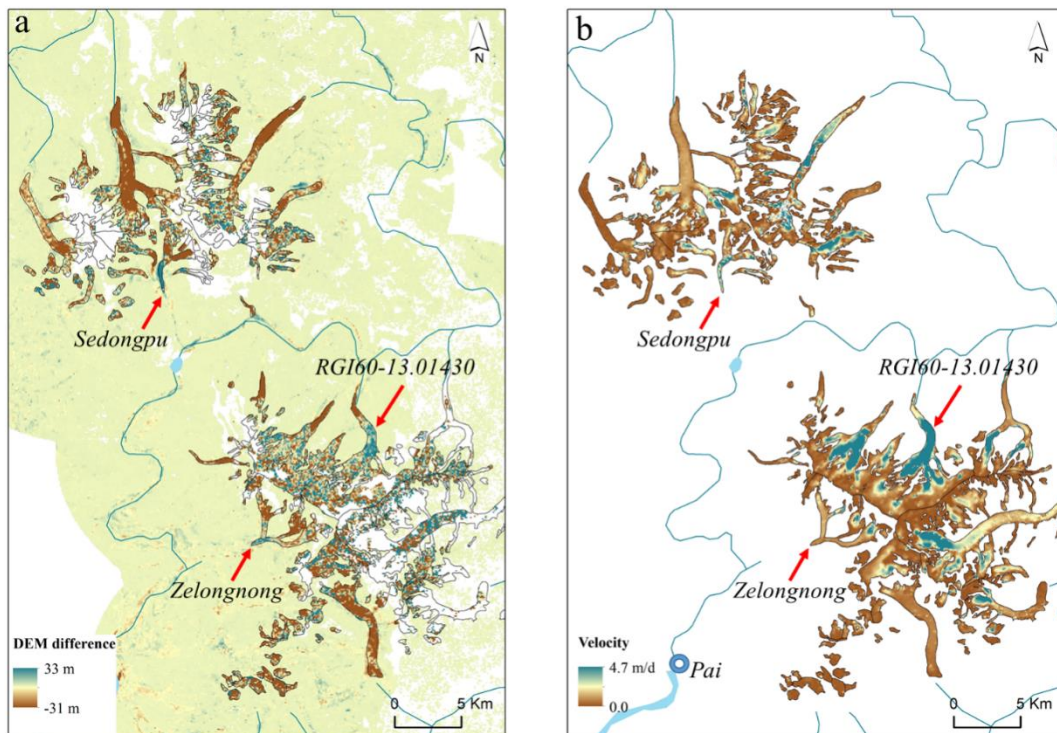 a
N
Sedongpu
RGI60-13.01430
Zelongnong
DEM difference
33 m
-31 m
0 5 Km
b
N
Sedongpu
RGI60-13.01430
Zelongnong
Pai
Velocity
4.7 m/d
0.0
0 5 Km